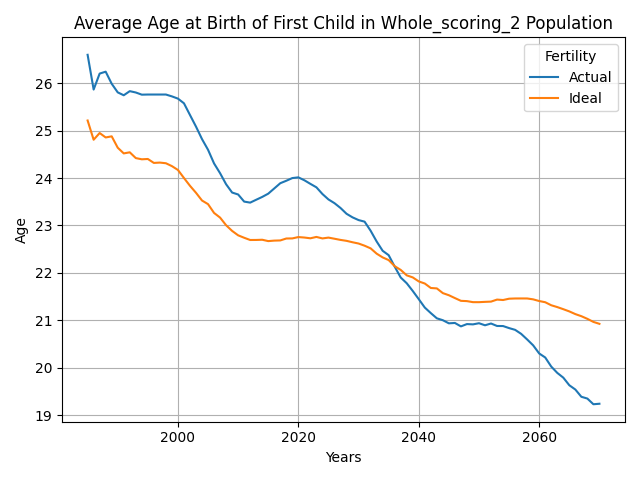 Average Age at Birth of First Child in Whole_scoring_2 Population
Fertility
Actual
Ideal
Age
26
25
24
23
22
21
20
19
2000 2020 2040 2060
Years